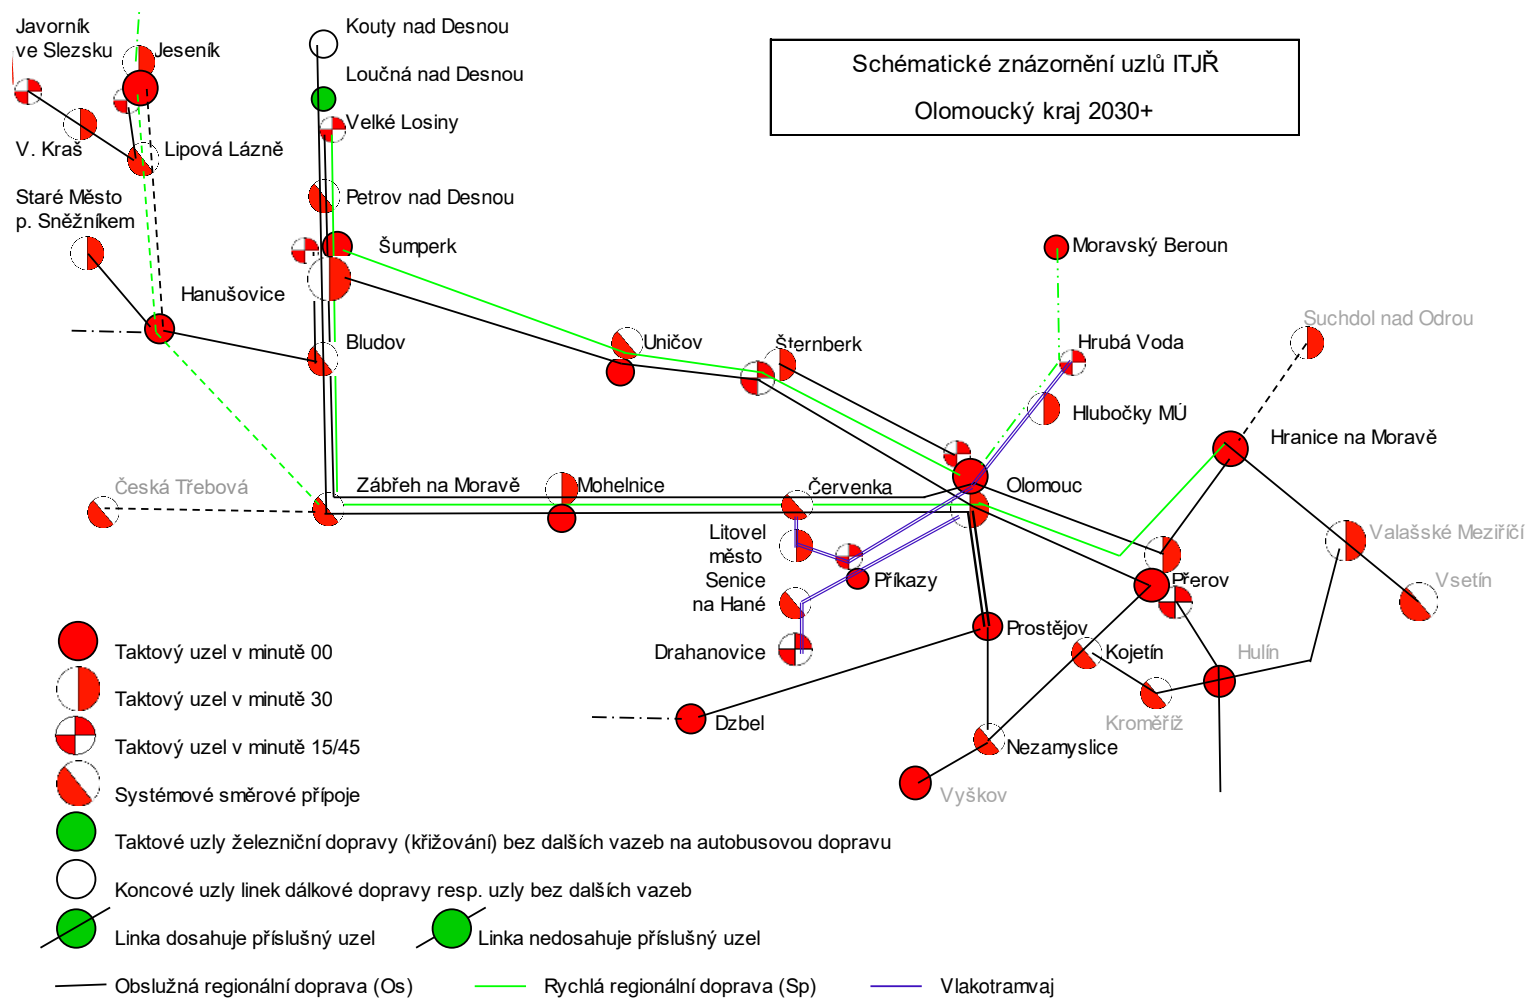 Schématické znázornění uzlů ITJŘ
Olomoucký kraj 2030+
Javorník
ve Slezsku
Jeseník
V. Kraš
Lipová Lázně
Staré Město
p. Sněžníkem
Hanušovice
Kouty nad Desnou
Loučná nad Desnou
Velké Losiny
Petrov nad Desnou
Šumperk
Bludov
Uničov
Šternberk
Moravský Beroun
Hrubá Voda
Hlubočky MÚ
Suchdol nad Odrou
Hranice na Moravě
Česká Třebová
Zábřeh na Moravě
Mohelnice
Červenka
Olomouc
Litovel
město
Senice
na Hané
Příkazy
Drahanovice
Valašské Meziříčí
Vsetín
Přerov
Prostějov
Kojetín
Hulín
Kroměříž
Dzbel
Nezamyslice
Vyškov
Taktový uzel v minutě 00
Taktový uzel v minutě 30
Taktový uzel v minutě 15/45
Systémové směrové přípoje
Taktové uzly železniční dopravy (křižování) bez dalších vazeb na autobusovou dopravu
Koncové uzly linek dálkové dopravy resp. uzly bez dalších vazeb
Linka dosahuje příslušný uzel
Linka nedosahuje příslušný uzel
Obslužná regionální doprava (Os)
Rychlá regionální doprava (Sp)
Vlakotramvaj